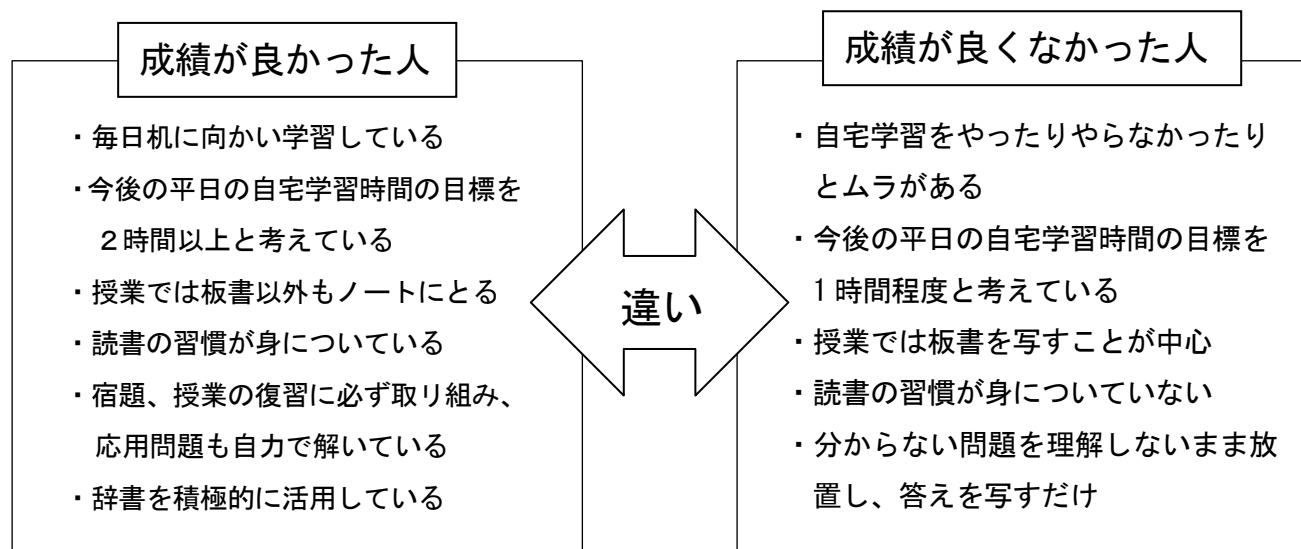 成績が良かった人
・毎日机に向かい学習している
・今後の平日の自宅学習時間の目標を
２時間以上と考えている
・授業では板書以外もノートにとる
・読書の習慣が身についている
・宿題、授業の復習に必ず取り組み、
応用問題も自力で解いている
・辞書を積極的に活用している
違い
成績が良くなかった人
・自宅学習をやったりやらなかったり
とムラがある
・今後の平日の自宅学習時間の目標を
1時間程度と考えている
・授業では板書を写すことが中心
・読書の習慣が身についていない
・分からない問題を理解しないまま放
置し、答えを写すだけ